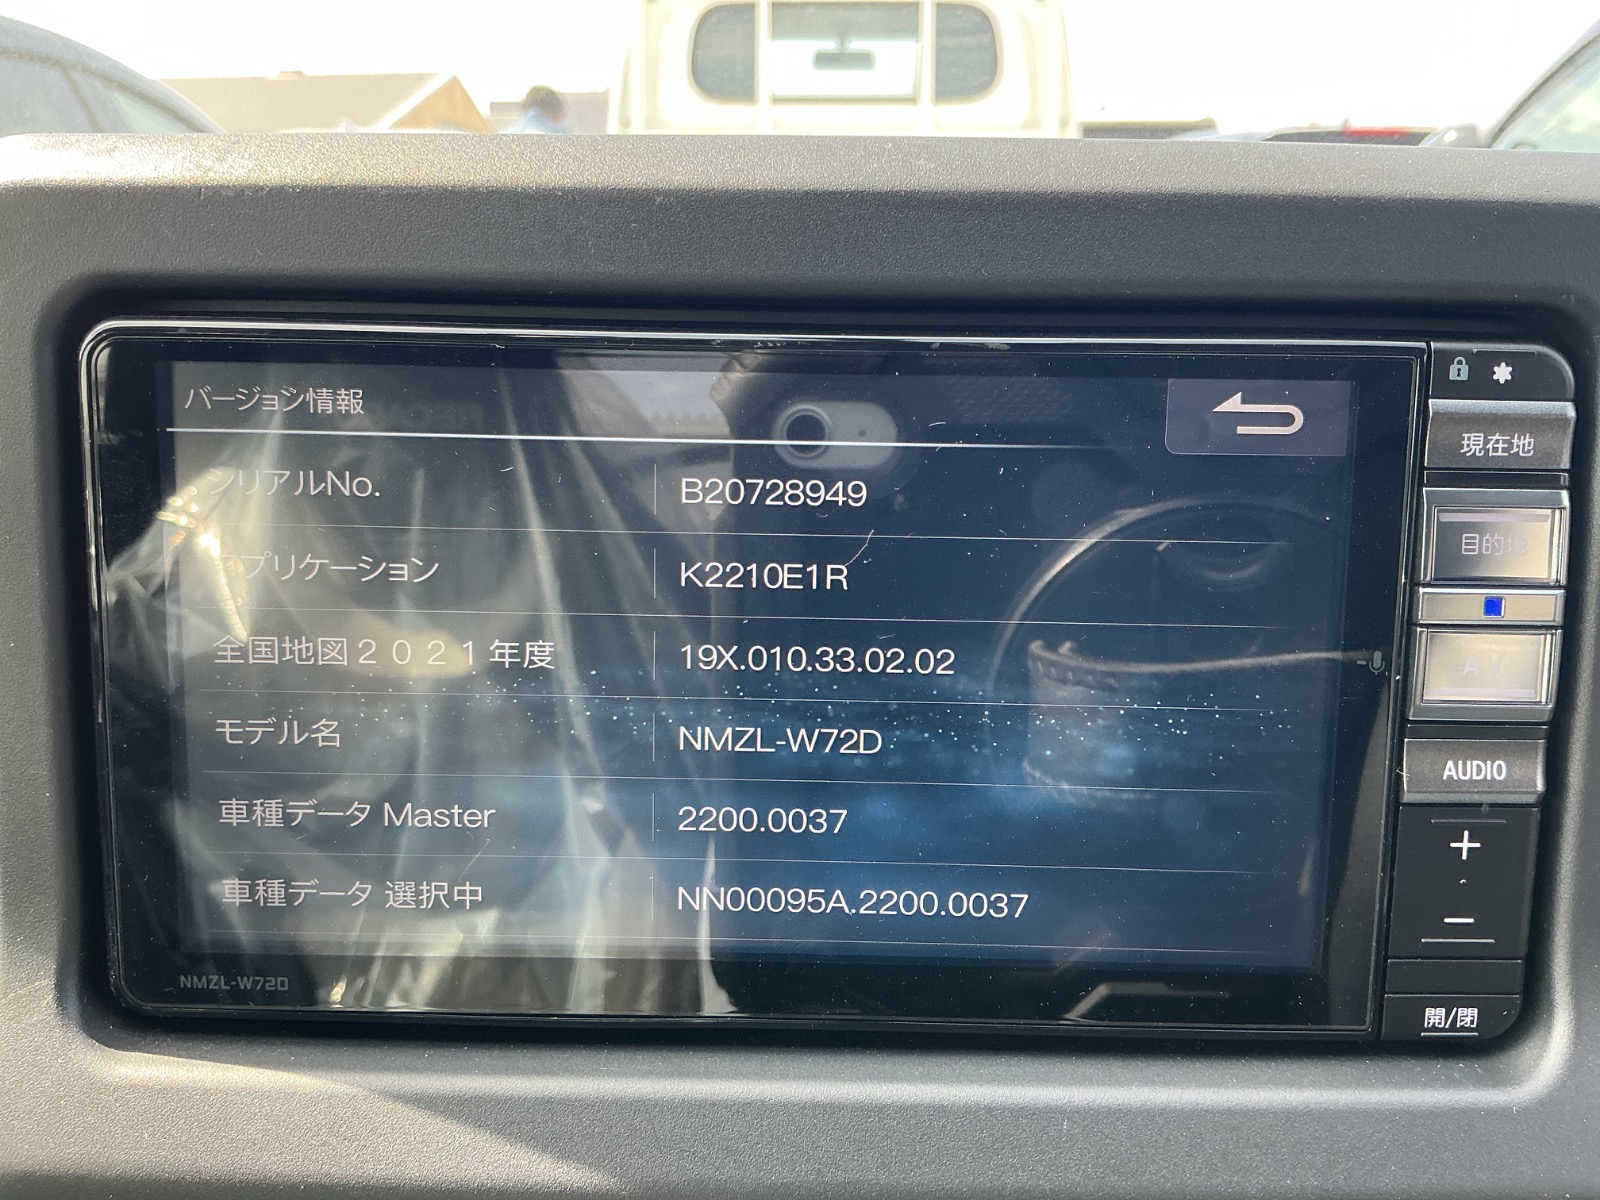 バージョン情報
シリアルNo. B20728949
アプリケーション K2210E1R
全国地図２０２１年度 19X.010.33.02.02
モデル名 NMZL-W72D
車種データ Master 2200.0037
車種データ 選択中 NN00095A.2200.0037
NMZL-W72D
現在地
目的地
AV
AUDIO
+
−
開/閉